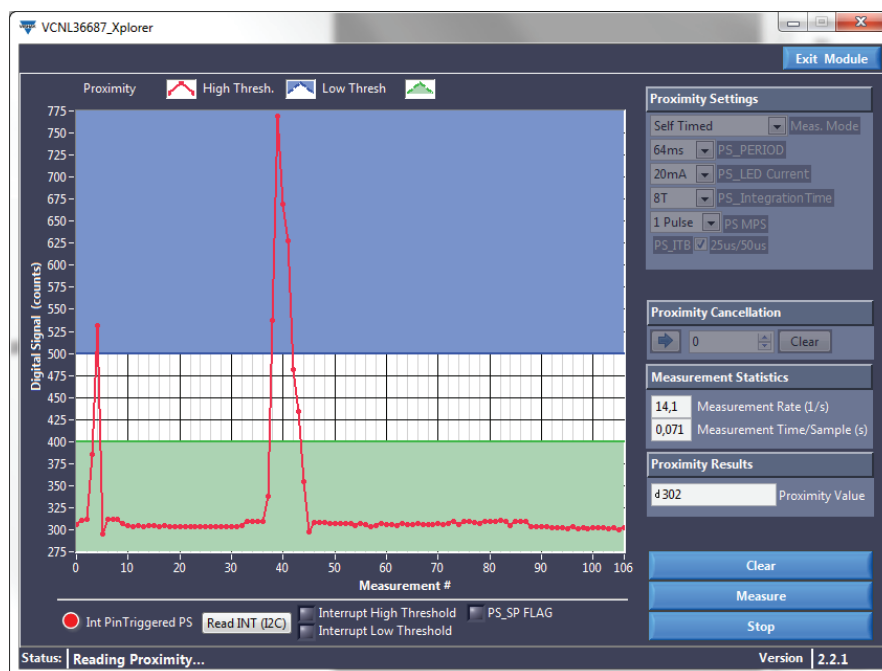 VCNL36687_Xplorer
Exit Module
Proximity High Thresh. Low Thresh
775
750
725
700
675
650
625
600
575
550
525
500
475
450
425
400
375
350
325
300
275
Digital Signal (counts)
0 10 20 30 40 50 60 70 80 90 106
Measurement #
Proximity Settings
Self Timed Meas. Mode
64ms PS_PERIOD
20mA PS_LED Current
8T PS_IntegrationTime
1 Pulse PS MPS
PS_ITB 25us/50us
Proximity Cancellation
0 Clear
Measurement Statistics
14,1 Measurement Rate (1/s)
0,071 Measurement Time/Sample (s)
Proximity Results
d 302 Proximity Value
Clear
Measure
Stop
Int PinTriggered PS Read INT (I2C) Interrupt High Threshold PS_SP FLAG
Interrupt Low Threshold
Status: Reading Proximity... Version 2.2.1